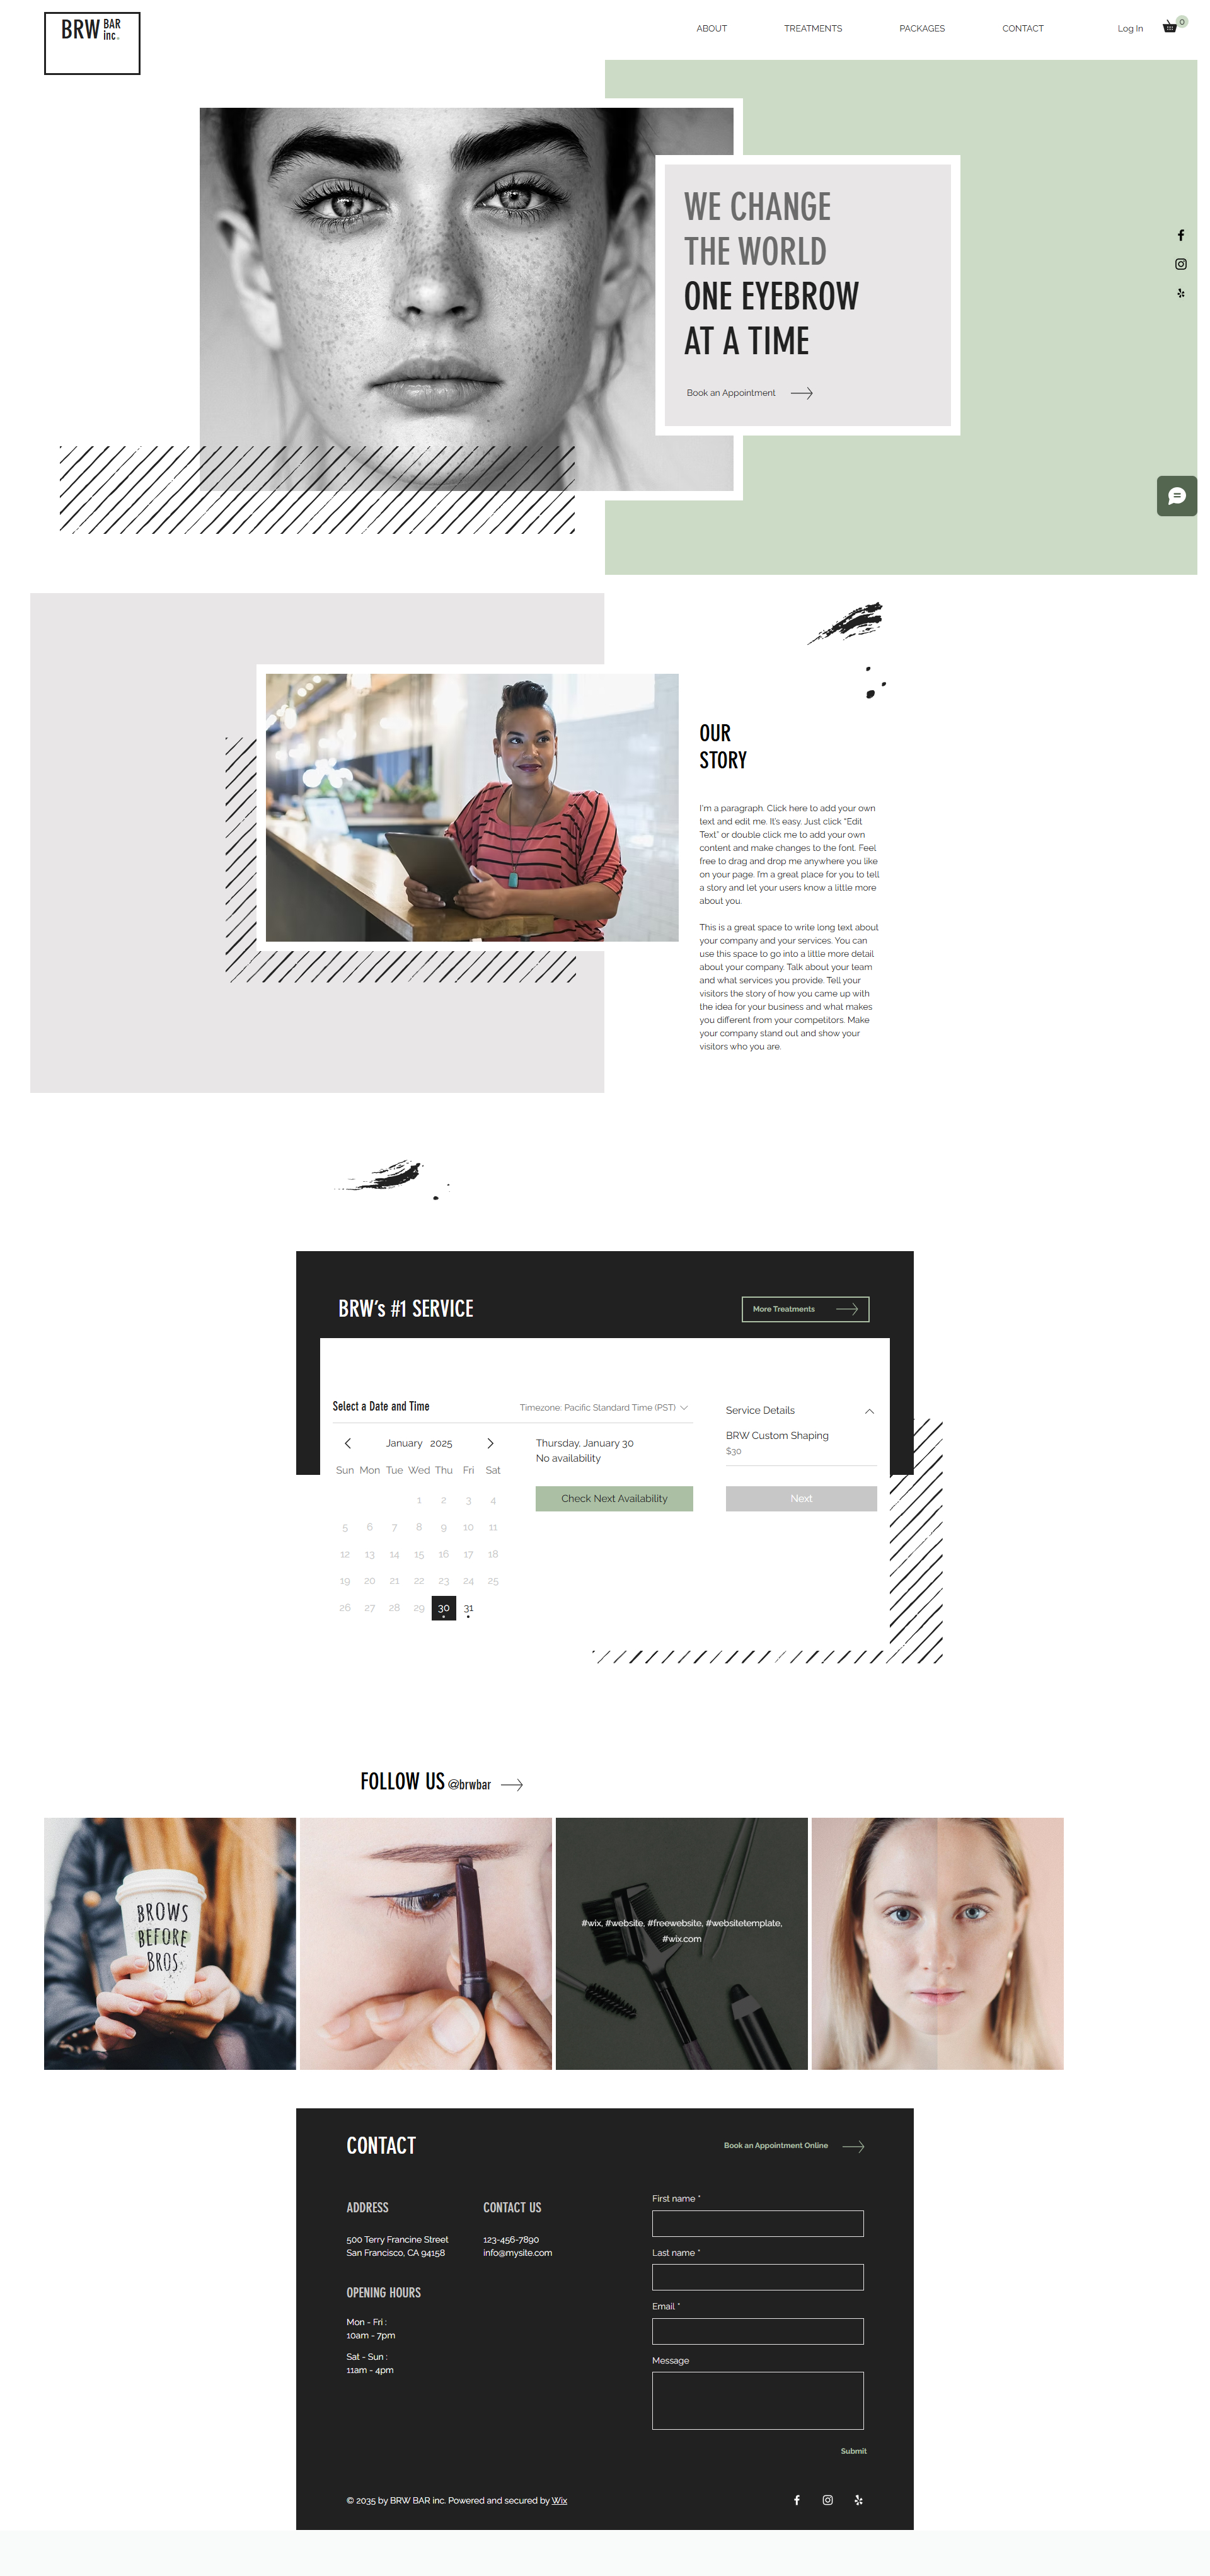 BRW BAR
inc.
ABOUT
TREATMENTS
PACKAGES
CONTACT
Log In
0
WE CHANGE
THE WORLD
ONE EYEBROW
AT A TIME
Book an Appointment
OUR
STORY
I'm a paragraph. Click here to add your own
text and edit me. It's easy. Just click “Edit
Text” or double click me to add your own
content and make changes to the font. Feel
free to drag and drop me anywhere you like
on your page. I'm a great place for you to tell
a story and let your users know a little more
about you.
This is a great space to write long text about
your company and your services. You can
use this space to go into a little more detail
about your company. Talk about your team
and what services you provide. Tell your
visitors the story of how you came up with
the idea for your business and what makes
you different from your competitors. Make
your company stand out and show your
visitors who you are.
BRW's #1 SERVICE
More Treatments
Select a Date and Time
Timezone: Pacific Standard Time (PST)
January 2025
Sun Mon Tue Wed Thu Fri Sat
1 2 3 4
5 6 7 8 9 10 11
12 13 14 15 16 17 18
19 20 21 22 23 24 25
26 27 28 29 30 31
Thursday, January 30
No availability
Check Next Availability
Service Details
BRW Custom Shaping
$30
Next
FOLLOW US @brwbar
BROWS
BEFORE
BROS.
#wix, #website, #freewebsite, #websitetemplate,
#wix.com
CONTACT
Book an Appointment Online
ADDRESS
500 Terry Francine Street
San Francisco, CA 94158
CONTACT US
123-456-7890
info@mysite.com
OPENING HOURS
Mon - Fri :
10am - 7pm
Sat - Sun :
11am - 4pm
First name *
Last name *
Email *
Message
Submit
© 2035 by BRW BAR inc. Powered and secured by Wix